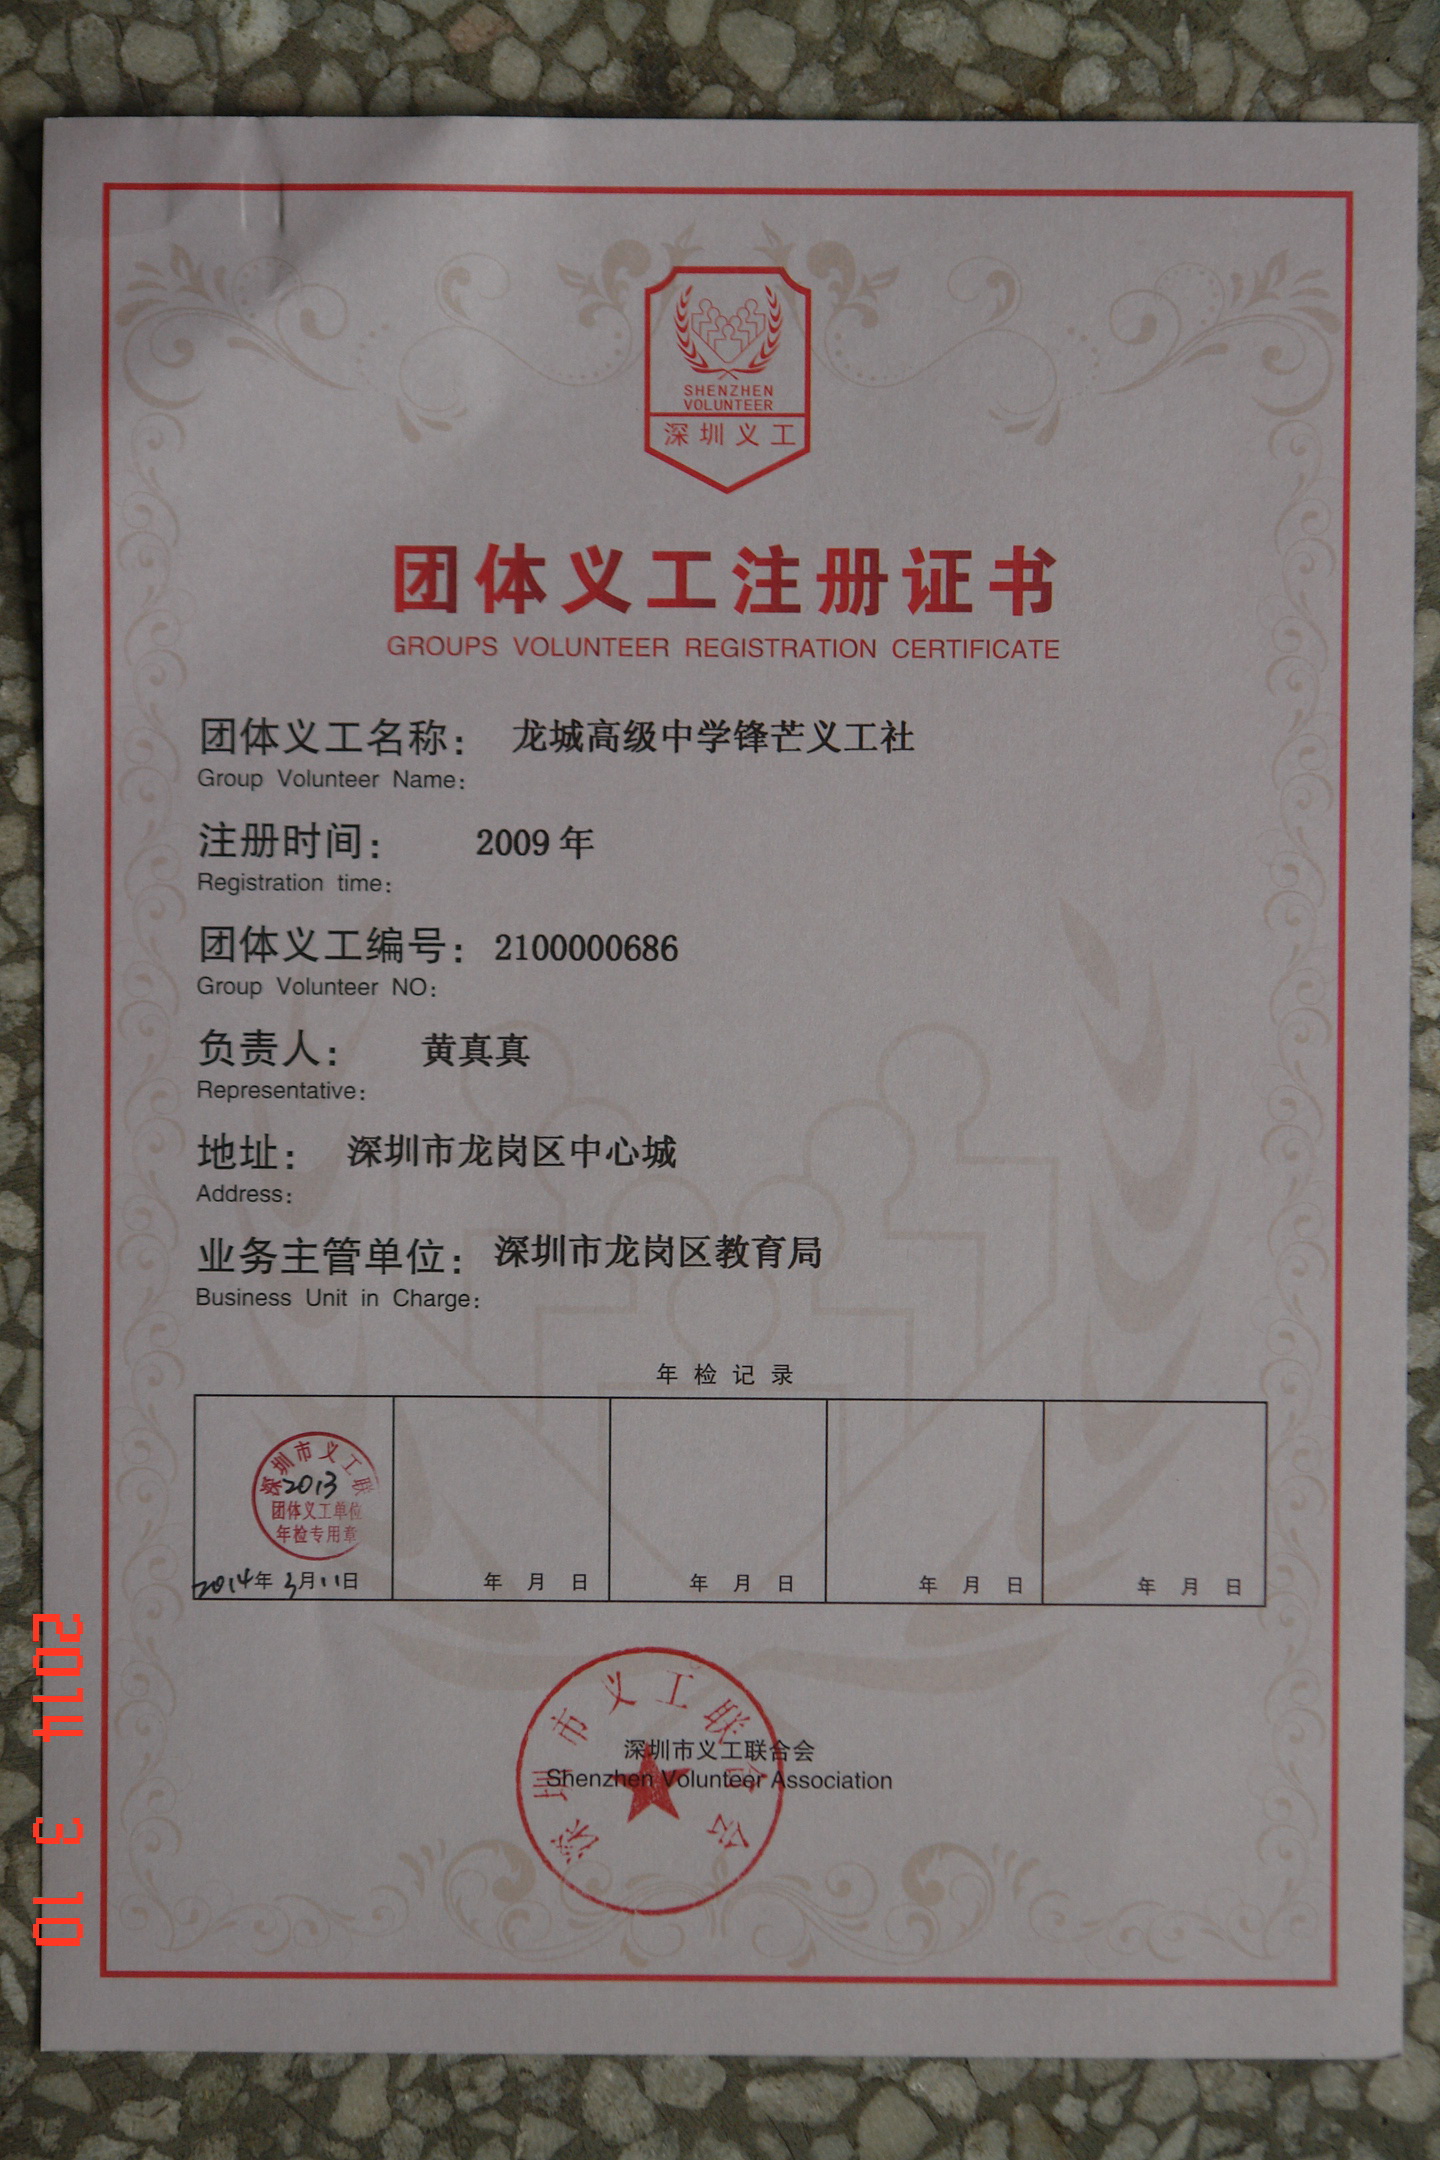 SHENZHEN
VOLUNTEER
深圳义工
团体义工注册证书
GROUPS VOLUNTEER REGISTRATION CERTIFICATE
团体义工名称： 龙城高级中学锋芒义工社
Group Volunteer Name:
注册时间： 2009 年
Registration time:
团体义工编号： 2100000686
Group Volunteer NO:
负责人： 黄真真
Representative:
地址： 深圳市龙岗区中心城
Address:
业务主管单位： 深圳市龙岗区教育局
Business Unit in Charge:
年检记录
深圳市义工联
2013
团体义工单位
年检专用章
2014年 3月11日 年 月 日 年 月 日 年 月 日 年 月 日
深圳市义工联合会
深圳市义工联合会
Shenzhen Volunteer Association
2014 3 10